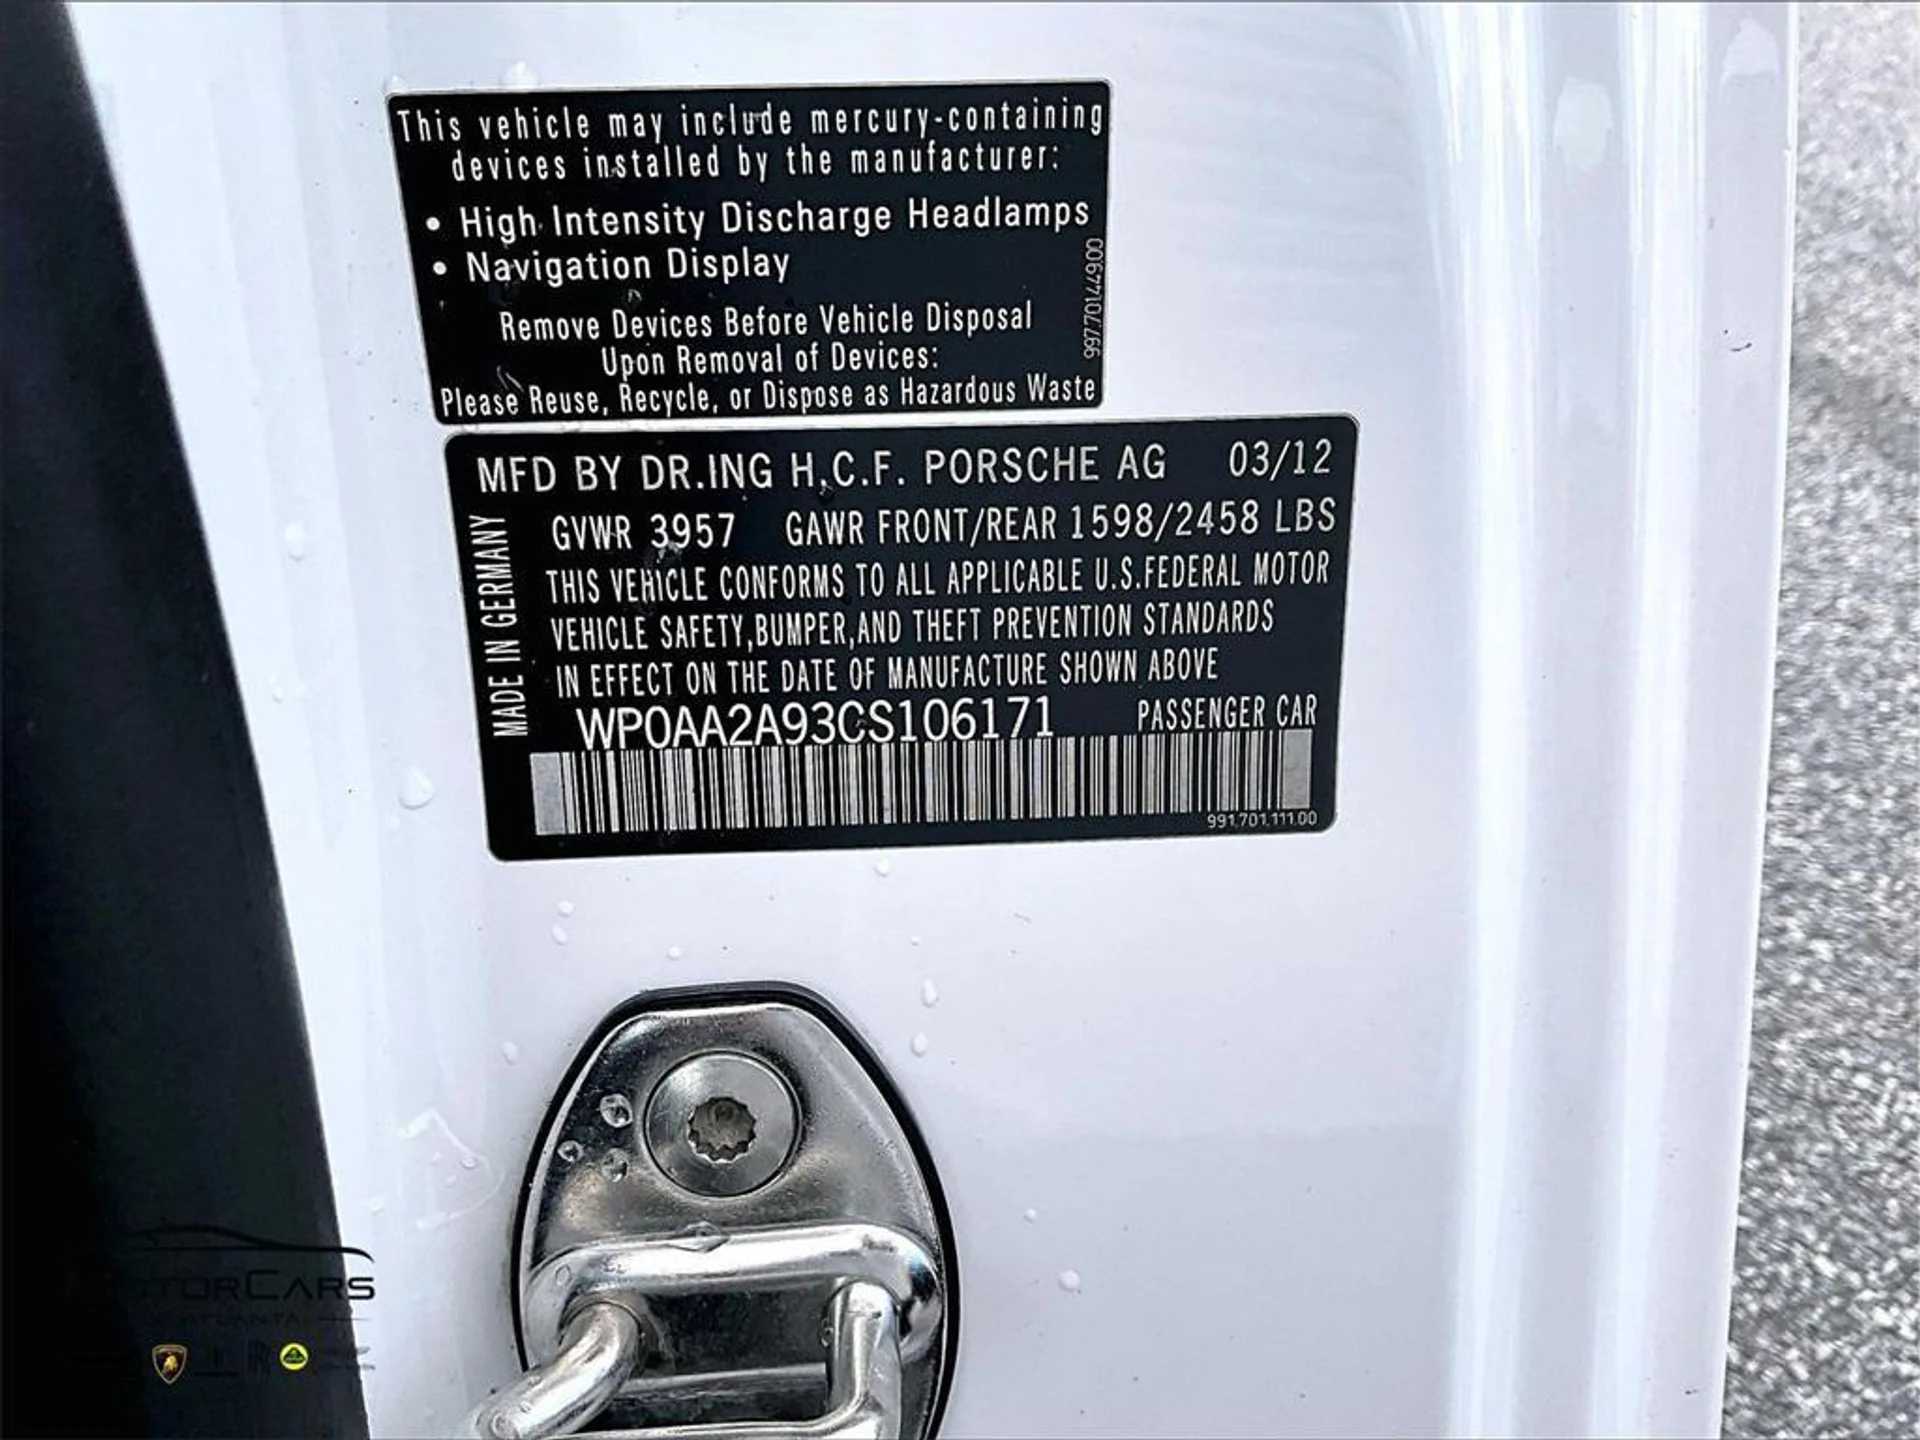 This vehicle may include mercury-containing
devices installed by the manufacturer:
• High Intensity Discharge Headlamps
• Navigation Display
Remove Devices Before Vehicle Disposal
Upon Removal of Devices:
Please Reuse, Recycle, or Dispose as Hazardous Waste
MFD BY DR.ING H.C.F. PORSCHE AG 03/12
GVWR 3957 GAWR FRONT/REAR 1598/2458 LBS
THIS VEHICLE CONFORMS TO ALL APPLICABLE U.S.FEDERAL MOTOR
VEHICLE SAFETY,BUMPER,AND THEFT PREVENTION STANDARDS
IN EFFECT ON THE DATE OF MANUFACTURE SHOWN ABOVE
WP0AA2A93CS106171 PASSENGER CAR
991.701.111.00
MADE IN GERMANY
MOTORCARS
OF ATLANTA